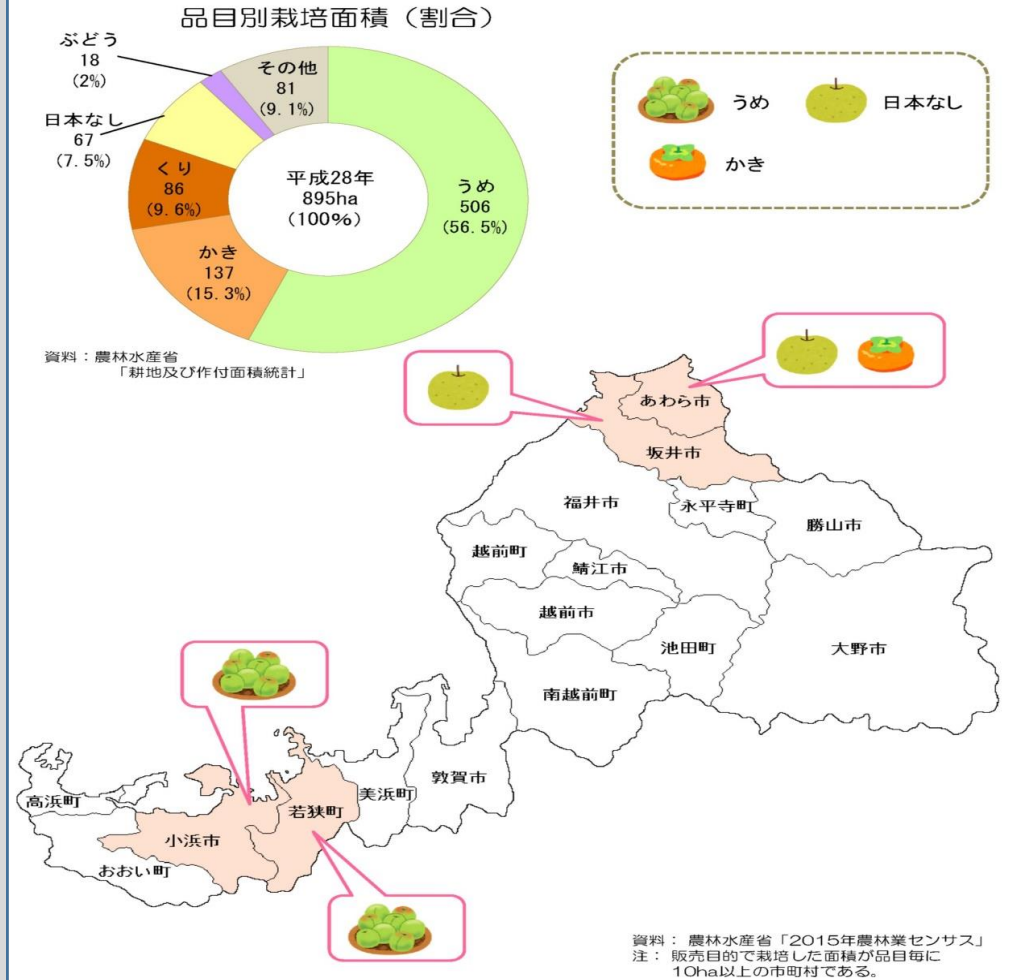 品目別栽培面積（割合）
ぶどう
18
(2%)
その他
81
(9.1%)
日本なし
67
(7.5%)
くり
86
(9.6%)
平成28年
895ha
(100%)
うめ
506
(56.5%)
かき
137
(15.3%)
うめ
日本なし
かき
資料：農林水産省
「耕地及び作付面積統計」
あわら市
坂井市
福井市
永平寺町
勝山市
越前町
鯖江市
越前市
池田町
大野市
南越前町
敦賀市
美浜町
高浜町
若狭町
小浜市
おおい町
資料： 農林水産省「2015年農林業センサス」
注： 販売目的で栽培した面積が品目毎に
10ha以上の市町村である。